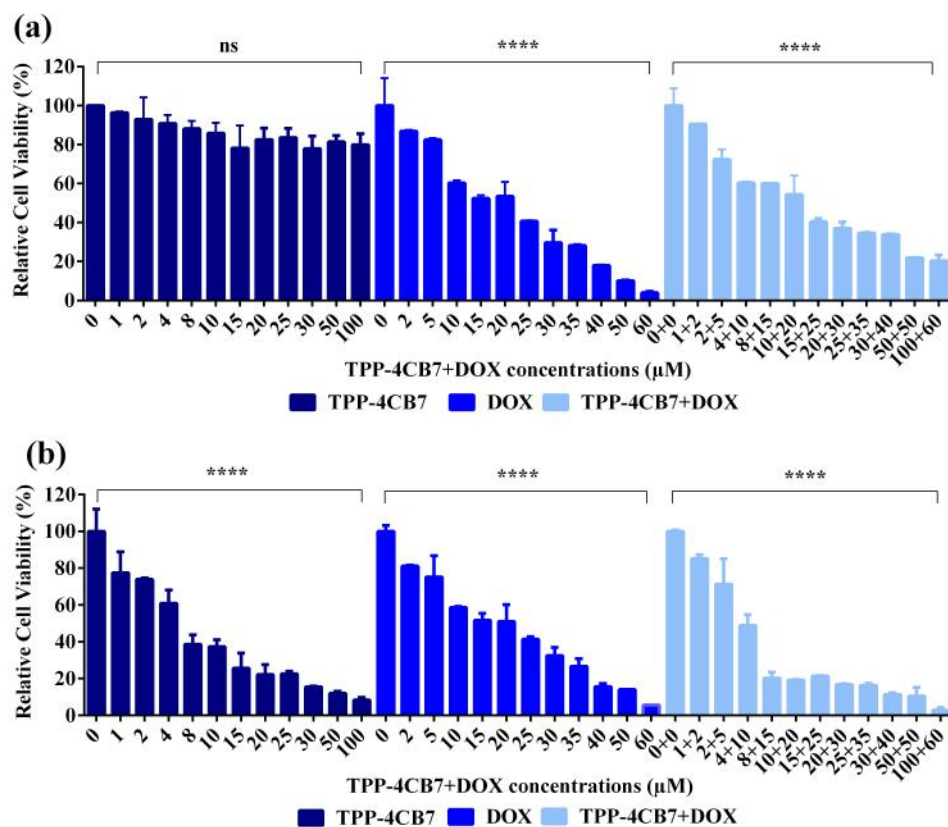 (a)
ns
****
****
Relative Cell Viability (%)
120
100
80
60
40
20
0
0 1 2 4 8 10 15 20 25 30 50 100 0 2 5 10 15 20 25 30 35 40 50 60 0+0 1+2 2+5 4+10 8+15 10+20 15+25 20+30 25+35 30+40 50+50 100+60
TPP-4CB7+DOX concentrations (µM)
TPP-4CB7 DOX TPP-4CB7+DOX
(b)
****
****
****
Relative Cell Viability (%)
120
100
80
60
40
20
0
0 1 2 4 8 10 15 20 25 30 50 100 0 2 5 10 15 20 25 30 35 40 50 60 0+0 1+2 2+5 4+10 8+15 10+20 15+25 20+30 25+35 30+40 50+50 100+60
TPP-4CB7+DOX concentrations (µM)
TPP-4CB7 DOX TPP-4CB7+DOX